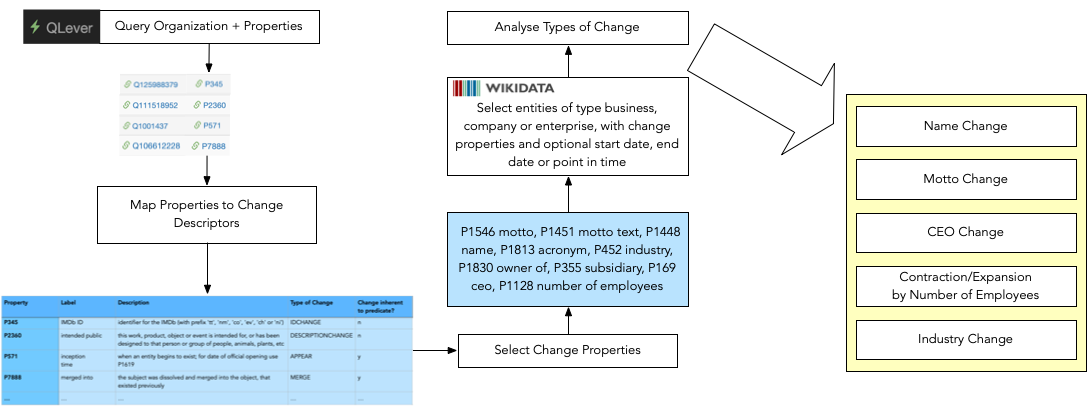 QLever
Query Organization + Properties
Q125988379 P345
Q111518952 P2360
Q1001437 P571
Q106612228 P7888
Map Properties to Change
Descriptors
Property Label Description Type of Change Change inherent
to predicate?
P345 IMDb ID identifier for the IMDb (with prefix 'tt', 'nm', 'co', 'ev', 'ch' or 'ni') IDCHANGE n
P2360 intended public this work, product, object or event is intended for, or has been DESCRIPTIONCHANGE n
designed to that person or group of people, animals, plants, etc
P571 inception when an entity begins to exist; for date of official opening use APPEAR y
time P1619
P7888 merged into the subject was dissolved and merged into the object, that MERGE y
existed previously
.... .... .... .... ....
Analyse Types of Change
WIKIDATA
Select entities of type business,
company or enterprise, with change
properties and optional start date, end
date or point in time
P1546 motto, P1451 motto text, P1448
name, P1813 acronym, P452 industry,
P1830 owner of, P355 subsidiary, P169
ceo, P1128 number of employees
Select Change Properties
Name Change
Motto Change
CEO Change
Contraction/Expansion
by Number of Employees
Industry Change